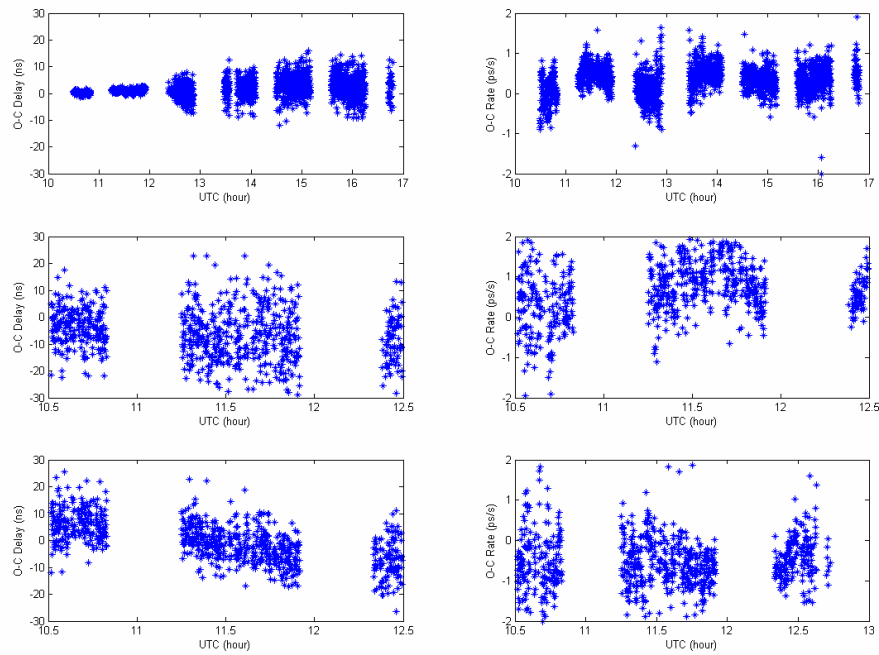 30
20
10
0
-10
-20
-30
O-C Delay (ns)
10 11 12 13 14 15 16 17
UTC (hour)
2
1
0
-1
-2
O-C Rate (ps/s)
10 11 12 13 14 15 16 17
UTC (hour)
30
20
10
0
-10
-20
-30
O-C Delay (ns)
10.5 11 11.5 12 12.5
UTC (hour)
2
1
0
-1
-2
O-C Rate (ps/s)
10.5 11 11.5 12 12.5
UTC (hour)
30
20
10
0
-10
-20
-30
O-C Delay (ns)
10.5 11 11.5 12 12.5
UTC (hour)
2
1
0
-1
-2
O-C Rate (ps/s)
10.5 11 11.5 12 12.5 13
UTC (hour)